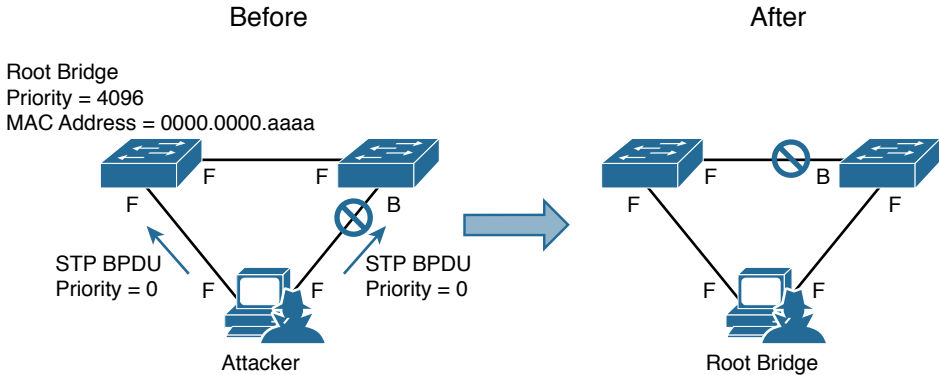 Before
After
Root Bridge
Priority = 4096
MAC Address = 0000.0000.aaaa
F
F
F
B
F
B
F
F
STP BPDU
Priority = 0
STP BPDU
Priority = 0
F
F
F
F
Attacker
Root Bridge